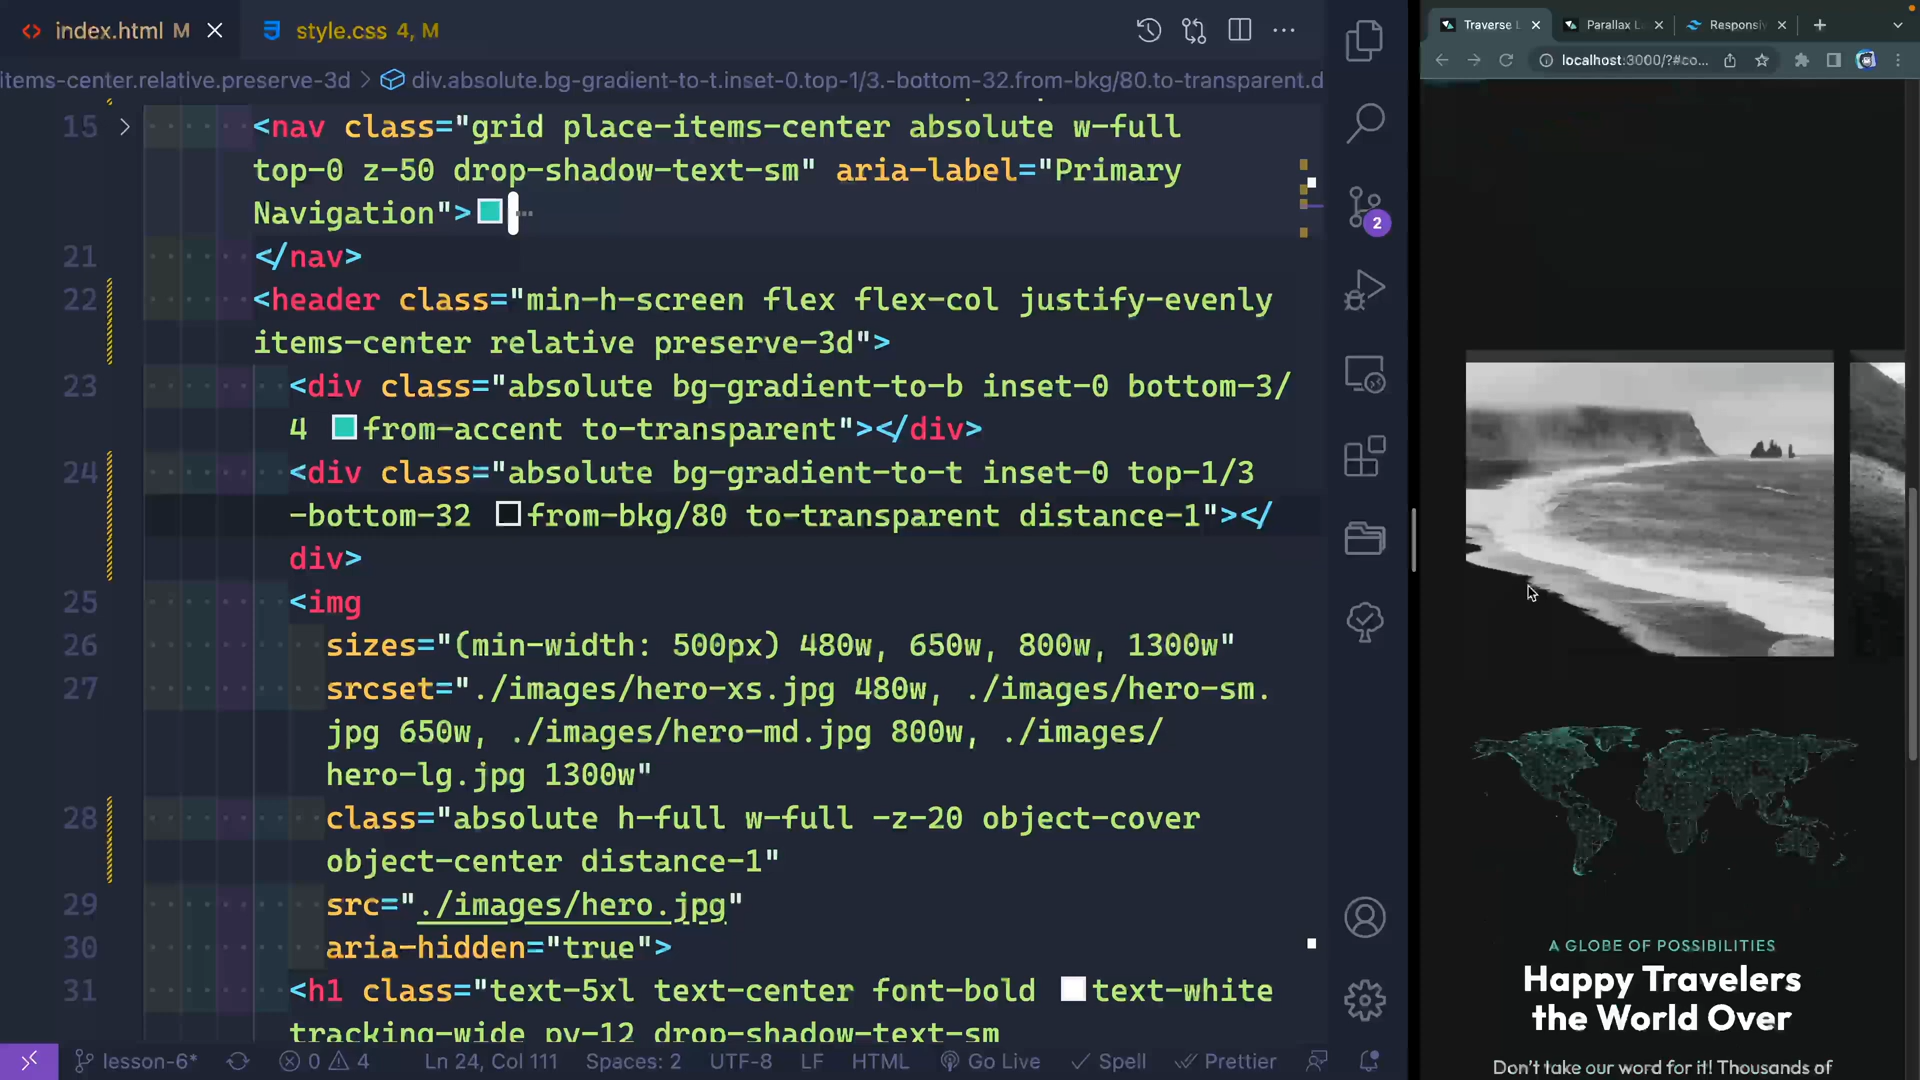 index.html M
style.css 4, M
Traverse L
Parallax L
Responsiv
localhost:3000/?#co...
items-center.relative.preserve-3d > div.absolute.bg-gradient-to-t.inset-0.top-1/3.-bottom-32.from-bkg/80.to-transparent.d
15 <nav class="grid place-items-center absolute w-full
top-0 z-50 drop-shadow-text-sm" aria-label="Primary
Navigation">
21 </nav>
22 <header class="min-h-screen flex flex-col justify-evenly
items-center relative preserve-3d">
23 <div class="absolute bg-gradient-to-b inset-0 bottom-3/
4 from-accent to-transparent"></div>
24 <div class="absolute bg-gradient-to-t inset-0 top-1/3
-bottom-32 from-bkg/80 to-transparent distance-1"></
div>
25 <img
26 sizes="(min-width: 500px) 480w, 650w, 800w, 1300w"
27 srcset="./images/hero-xs.jpg 480w, ./images/hero-sm.
jpg 650w, ./images/hero-md.jpg 800w, ./images/
hero-lg.jpg 1300w"
28 class="absolute h-full w-full -z-20 object-cover
object-center distance-1"
29 src="./images/hero.jpg"
30 aria-hidden="true">
31 <h1 class="text-5xl text-center font-bold text-white
tracking-wide py-12 drop-shadow-text-sm
2
A GLOBE OF POSSIBILITIES
Happy Travelers
the World Over
Don't take our word for it! Thousands of
lesson-6* 0 4 Ln 24, Col 111 Spaces: 2 UTF-8 LF HTML Go Live Spell Prettier